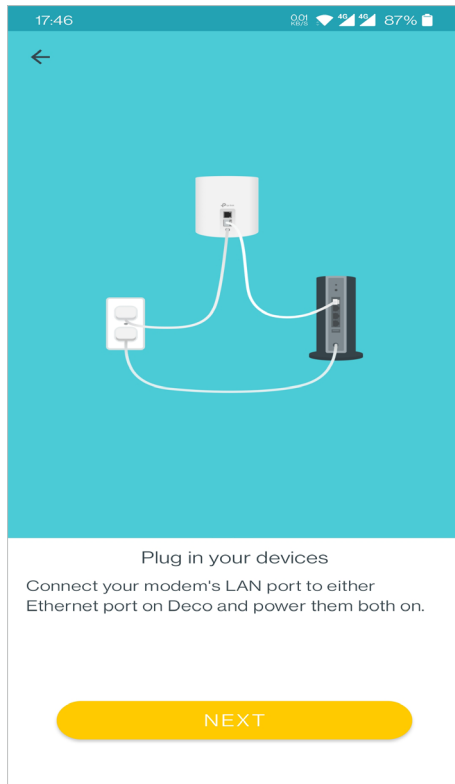 17:46
0.01 KB/S 4G 4G 87%
Plug in your devices
Connect your modem's LAN port to either
Ethernet port on Deco and power them both on.
NEXT